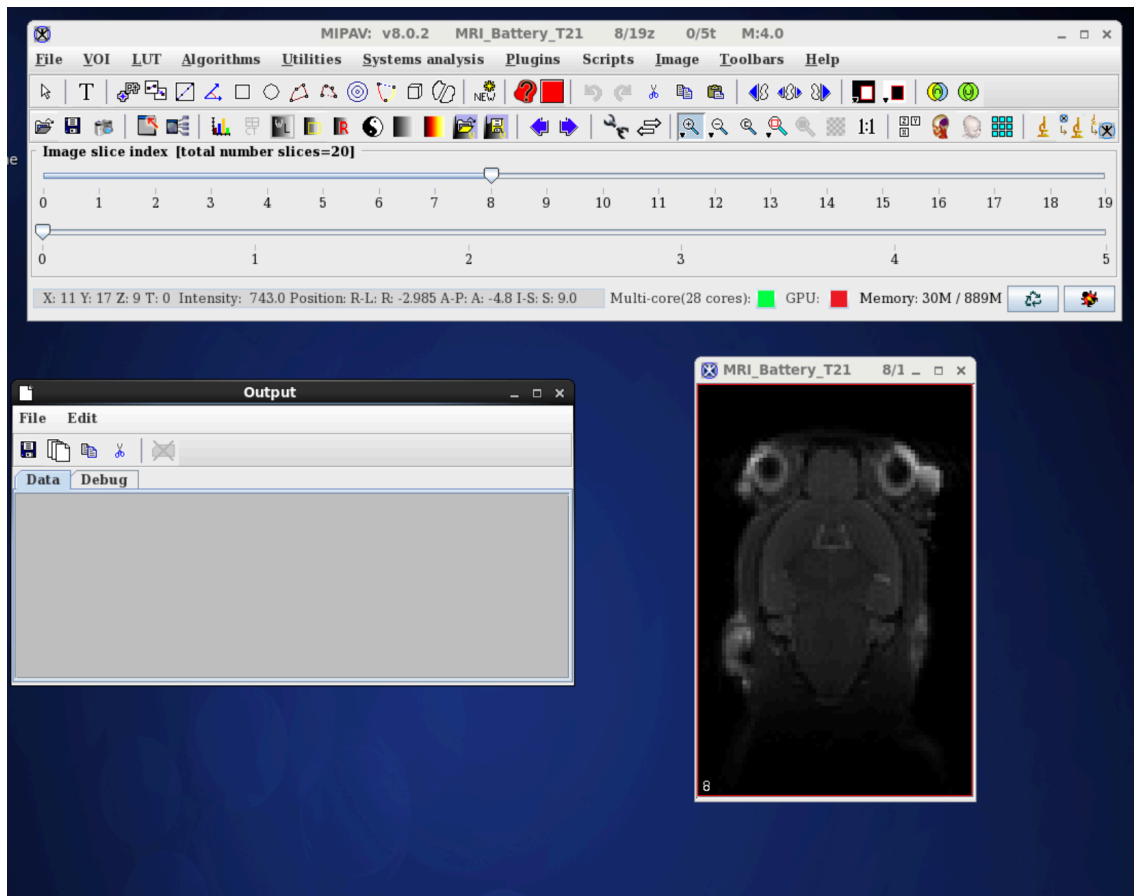 MIPAV: v8.0.2 MRI_Battery_T21 8/19z 0/5t M:4.0
File VOI LUT Algorithms Utilities Systems analysis Plugins Scripts Image Toolbars Help
T NEW
1:1
Image slice index [total number slices=20]
0 1 2 3 4 5 6 7 8 9 10 11 12 13 14 15 16 17 18 19
0 1 2 3 4 5
X: 11 Y: 17 Z: 9 T: 0 Intensity: 743.0 Position: R-L: R: -2.985 A-P: A: -4.8 I-S: S: 9.0 Multi-core(28 cores): GPU: Memory: 30M / 889M
Output
File Edit
Data Debug
MRI_Battery_T21 8/1
8